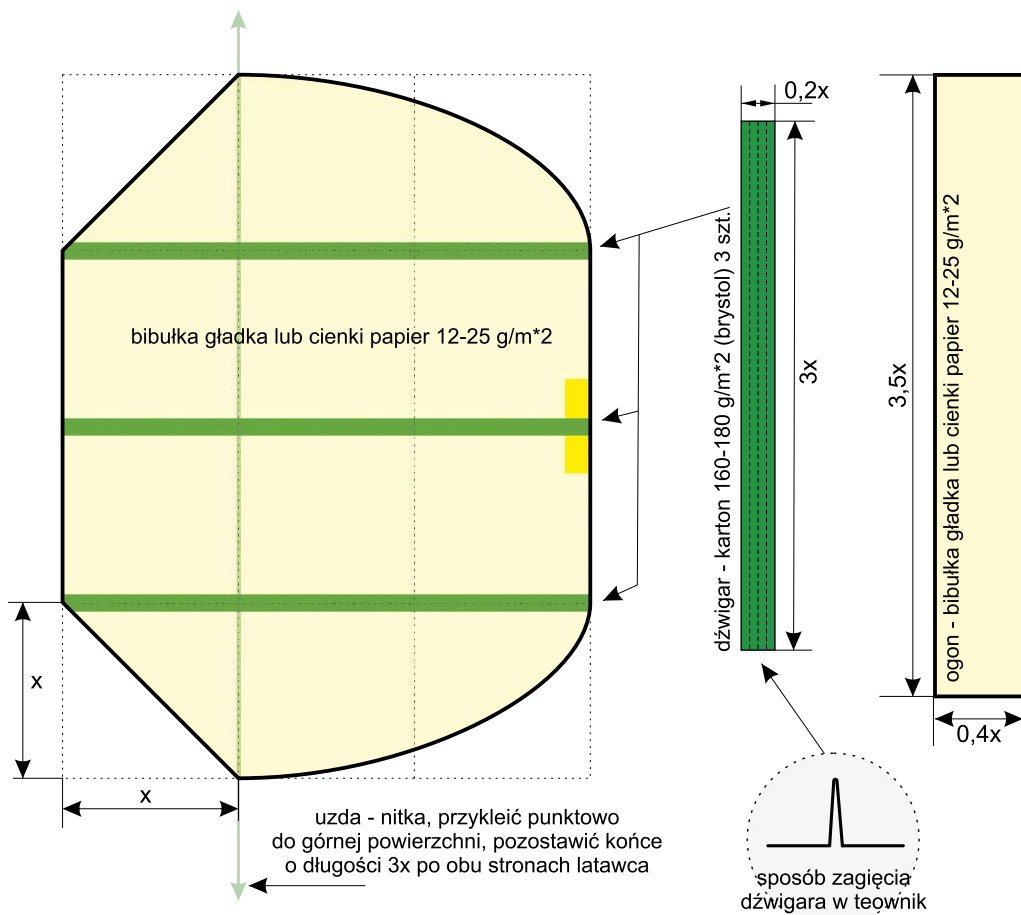 bibułka gładka lub cienki papier 12-25 g/m*2
x
x
uzda - nitka, przykleić punktowo
do górnej powierzchni, pozostawić końce
o długości 3x po obu stronach latawca
0,2x
dźwigar - karton 160-180 g/m*2 (brystol) 3 szt.
3x
3,5x
ogon - bibułka gładka lub cienki papier 12-25 g/m*2
0,4x
sposób zagięcia
dźwigara w teownik